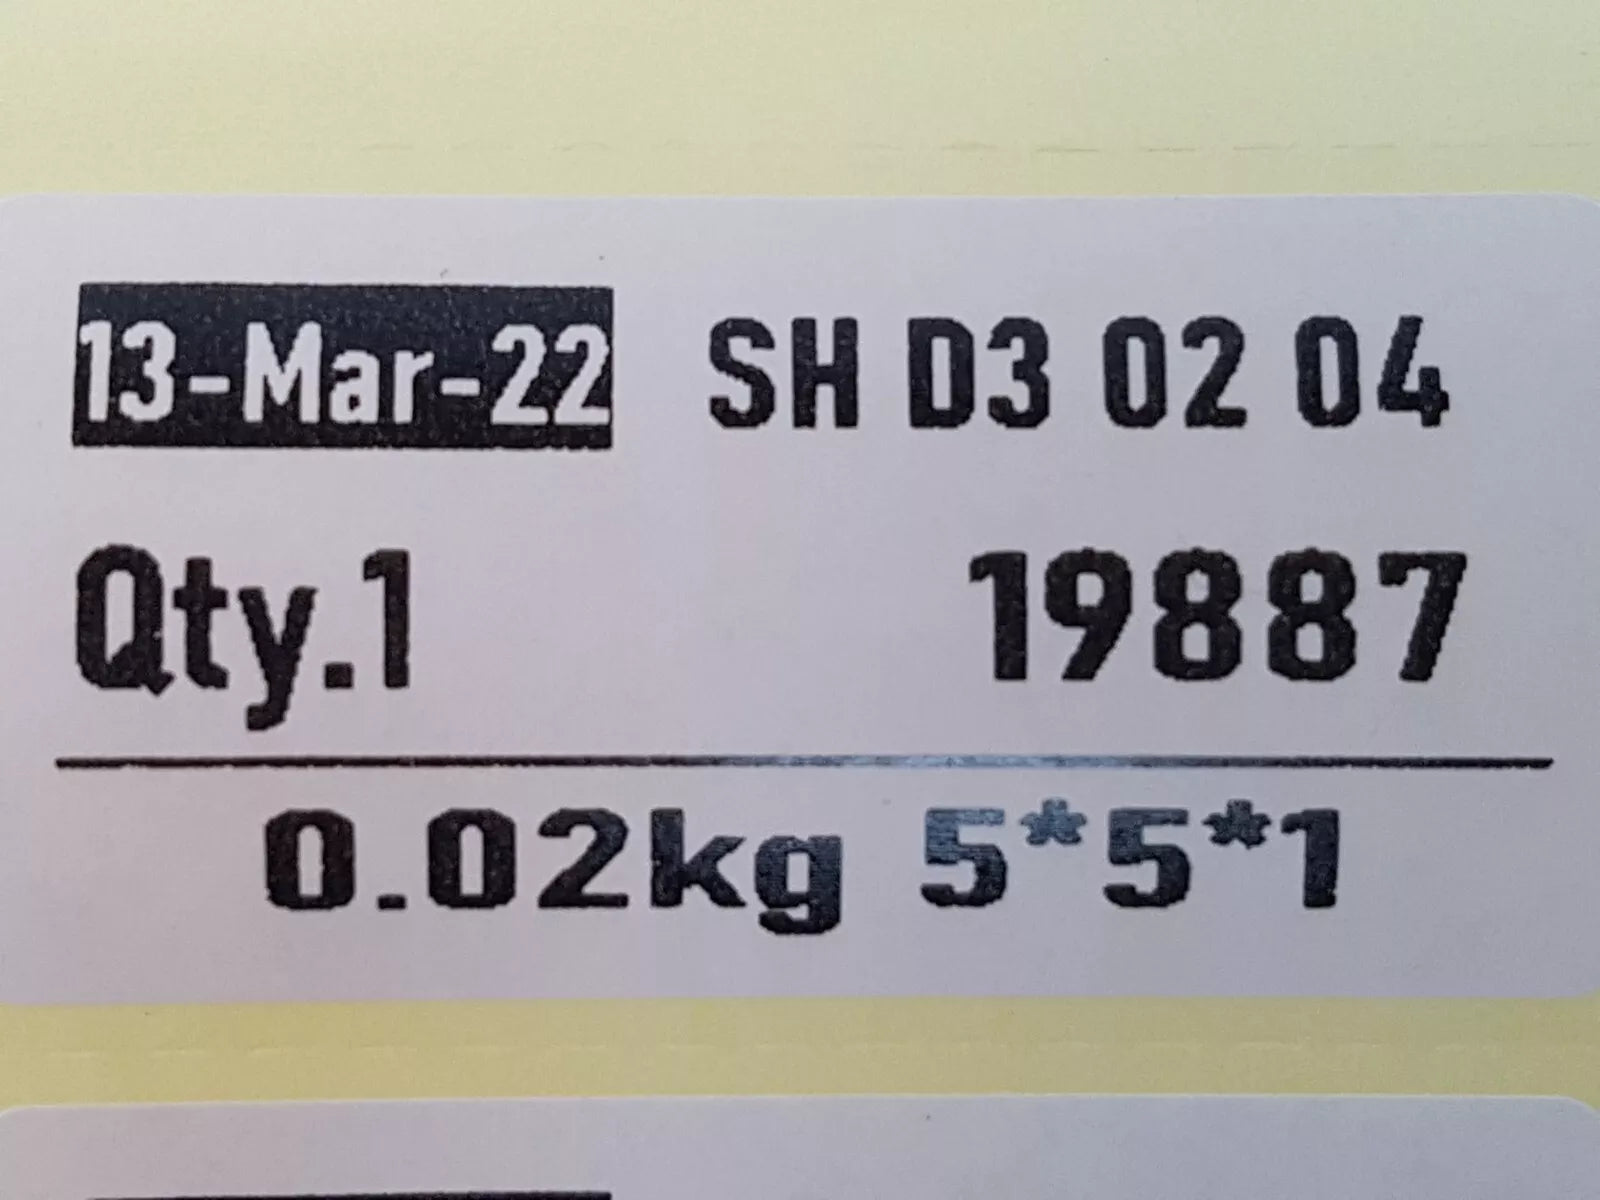 13-Mar-22 SH D3 02 04
Qty.1 19887
0.02kg 5*5*1